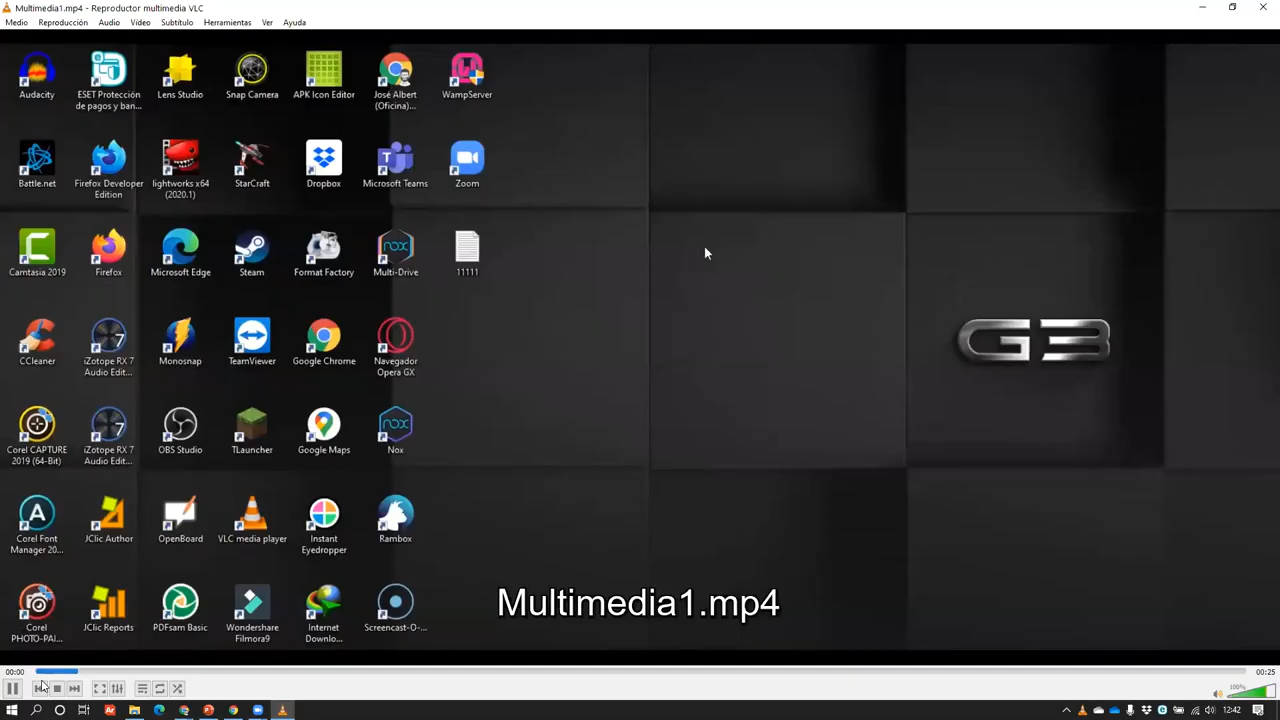 Multimedia1.mp4 - Reproductor multimedia VLC
Medio Reproducción Audio Vídeo Subtítulo Herramientas Ver Ayuda
Audacity
ESET Protección
de pagos y ban...
Lens Studio
Snap Camera
APK Icon Editor
José Albert
(Oficina)...
WampServer
Battle.net
Firefox Developer
Edition
lightworks x64
(2020.1)
StarCraft
Dropbox
Microsoft Teams
Zoom
Camtasia 2019
Firefox
Microsoft Edge
Steam
Format Factory
nox
Multi-Drive
11111
G3
CCleaner
7
iZotope RX 7
Audio Edit...
Monosnap
TeamViewer
Google Chrome
Navegador
Opera GX
Corel CAPTURE
2019 (64-Bit)
7
iZotope RX 7
Audio Edit...
OBS Studio
TLauncher
Google Maps
nox
Nox
Corel Font
Manager 20...
JClic Author
OpenBoard
VLC media player
Instant
Eyedropper
Rambox
Corel
PHOTO-PAI...
JClic Reports
PDFsam Basic
Wondershare
Filmora9
Internet
Downlo...
Screencast-O-...
Multimedia1.mp4
00:00
00:25
100%
12:42